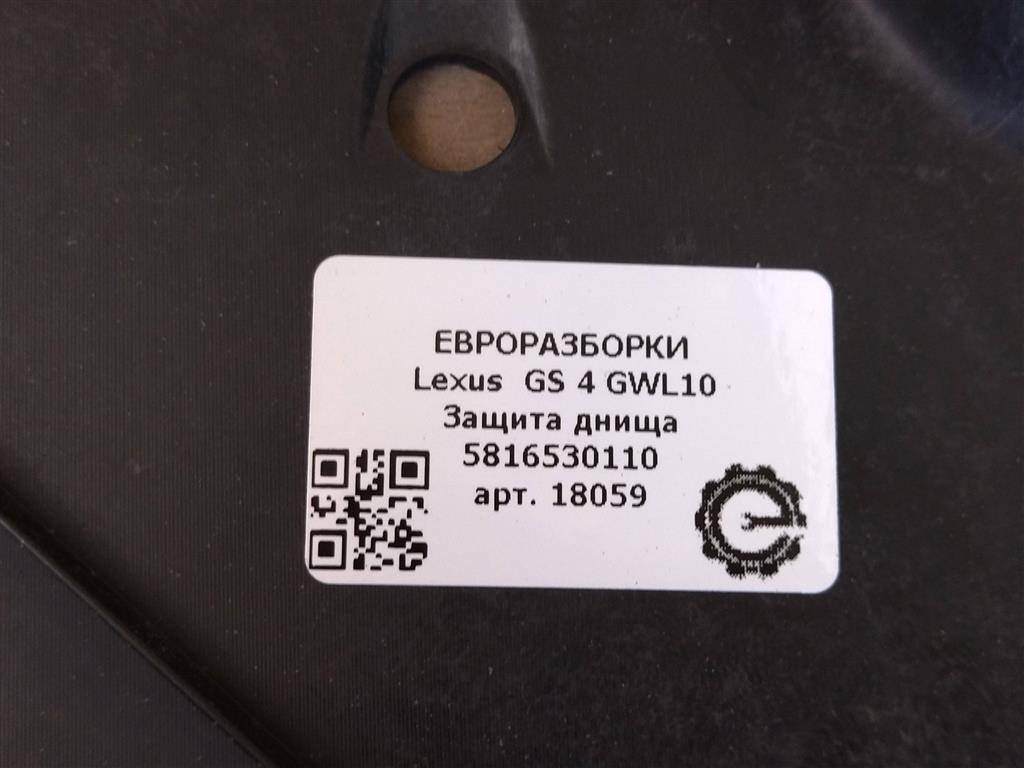 ЕВРОРАЗБОРКИ
Lexus GS 4 GWL10
Защита днища
5816530110
арт. 18059